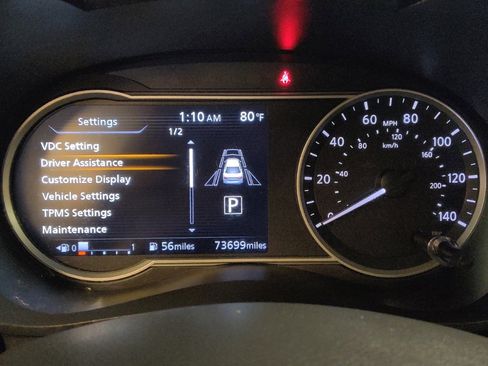 Settings
1:10 AM
80°F
1/2
VDC Setting
Driver Assistance
Customize Display
Vehicle Settings
TPMS Settings
Maintenance
P
0
1
56miles
73699miles
0
20
40
60
80
100
120
140
MPH
km/h
40
80
120
160
200